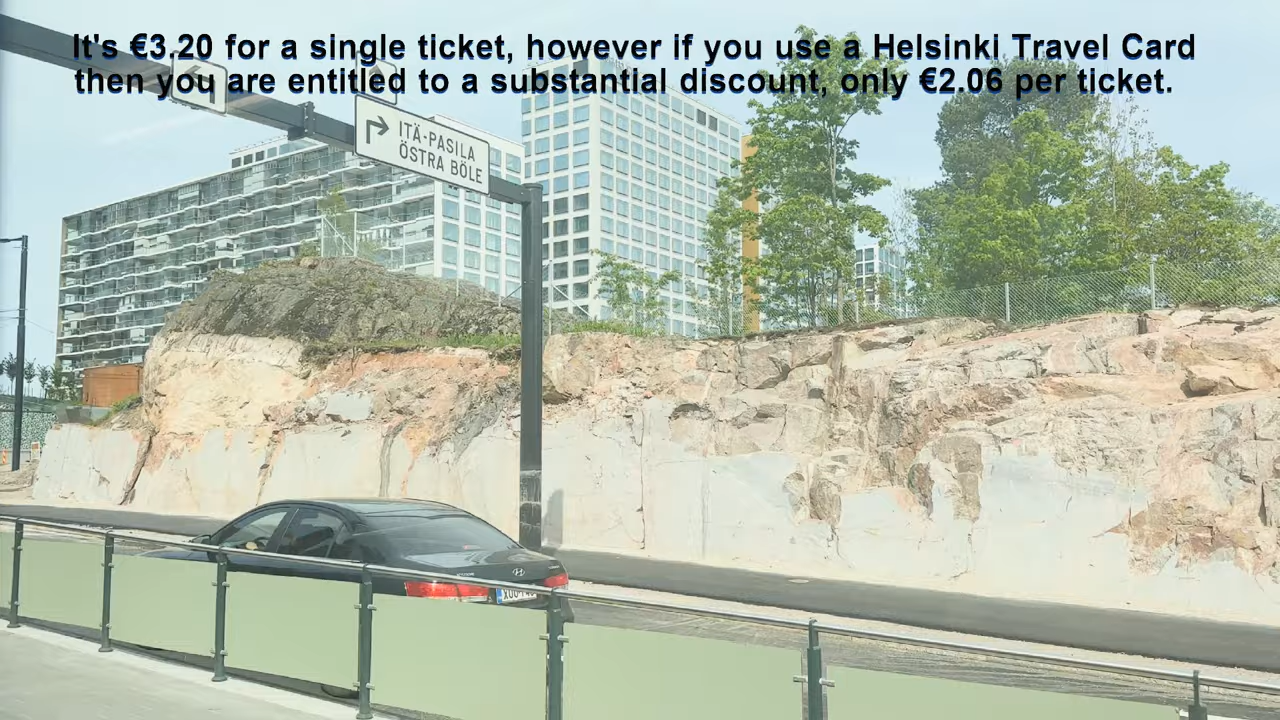 It's €3.20 for a single ticket, however if you use a Helsinki Travel Card
then you are entitled to a substantial discount, only €2.06 per ticket.
ITÄ-PASILA
ÖSTRA BÖLE